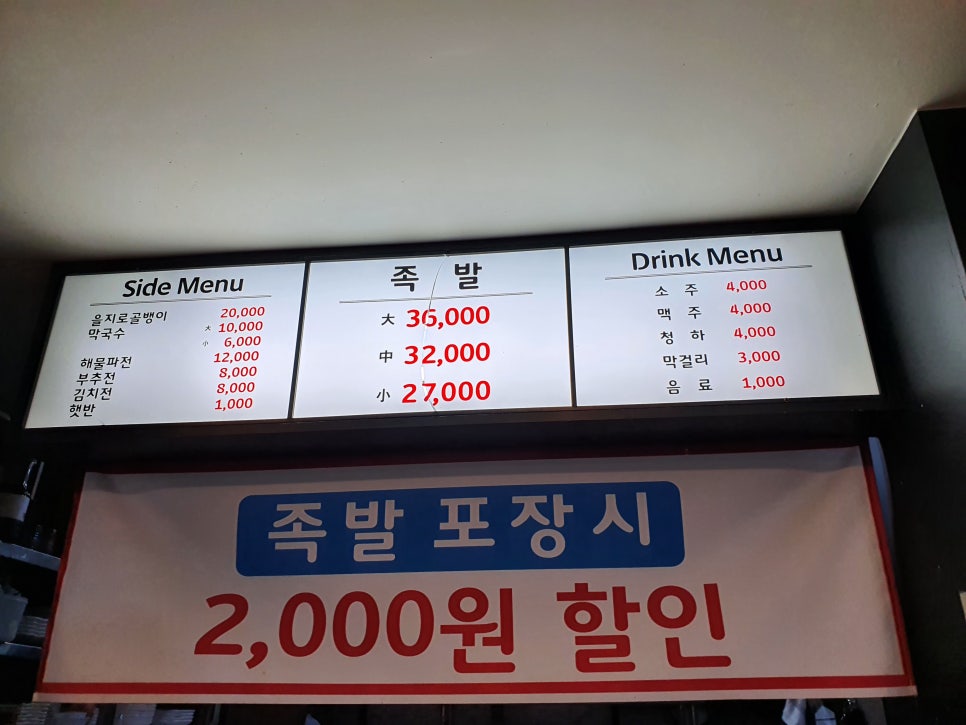 Side Menu
을지로골뱅이 20,000
막국수 大 10,000
小 6,000
해물파전 12,000
부추전 8,000
김치전 8,000
햇반 1,000
족 발
大 36,000
中 32,000
小 27,000
Drink Menu
소 주 4,000
맥 주 4,000
청 하 4,000
막걸리 3,000
음 료 1,000
족발 포장시
2,000원 할인